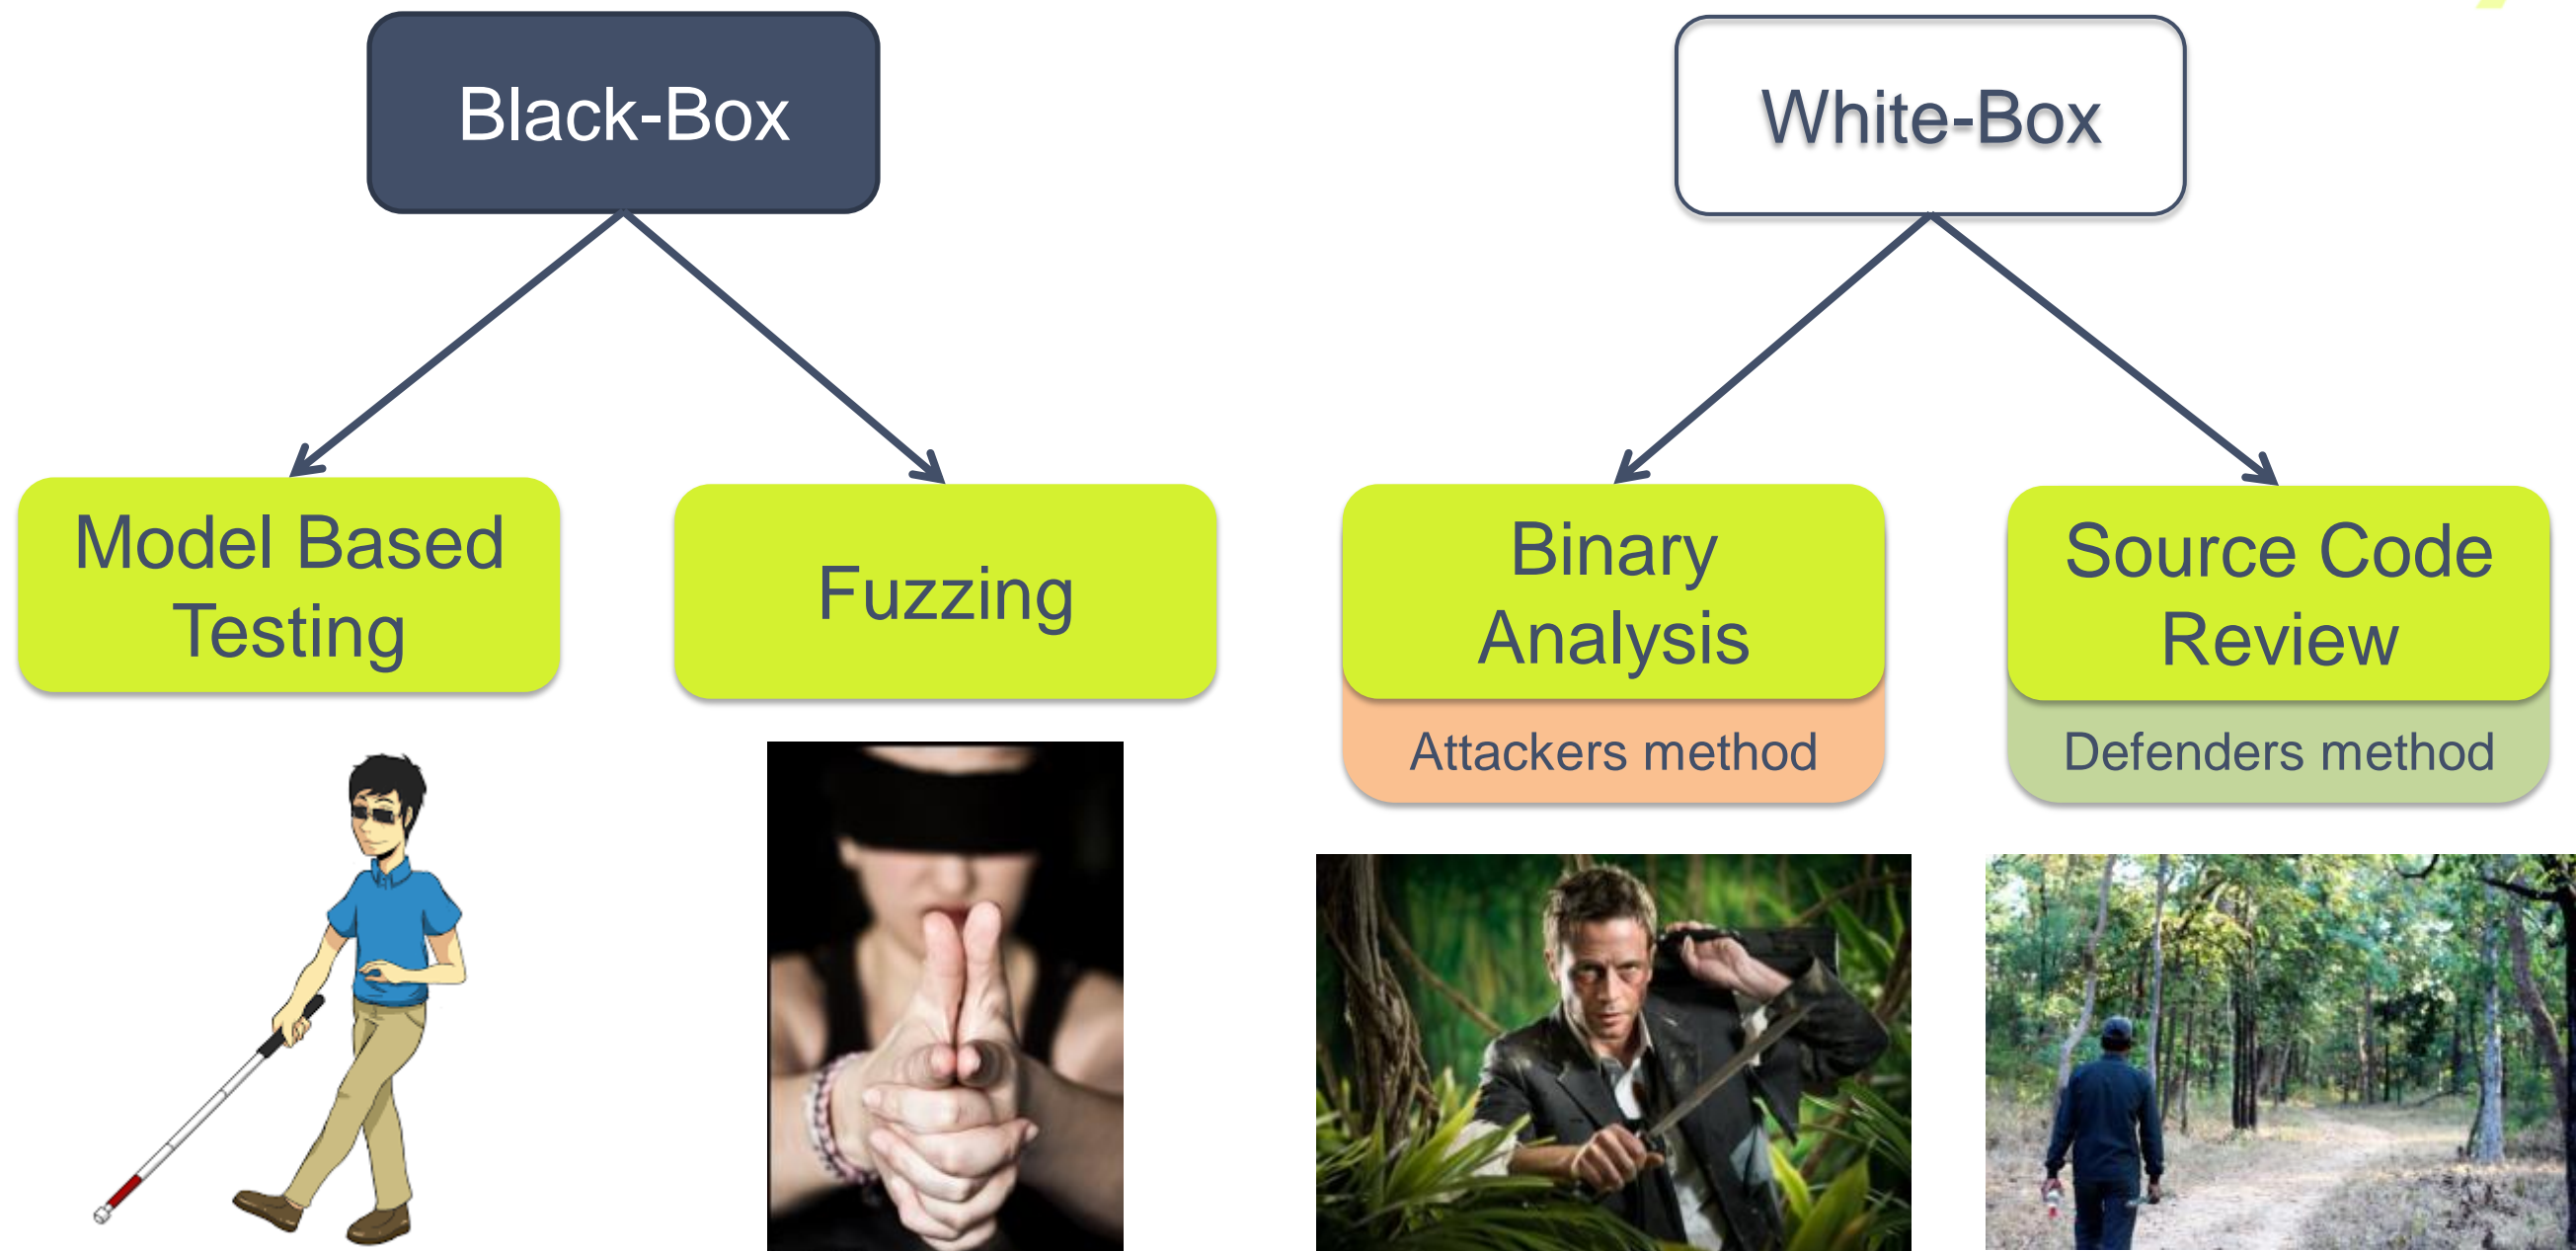 Black-Box
White-Box
Model Based
Testing
Fuzzing
Binary
Analysis
Attackers method
Source Code
Review
Defenders method